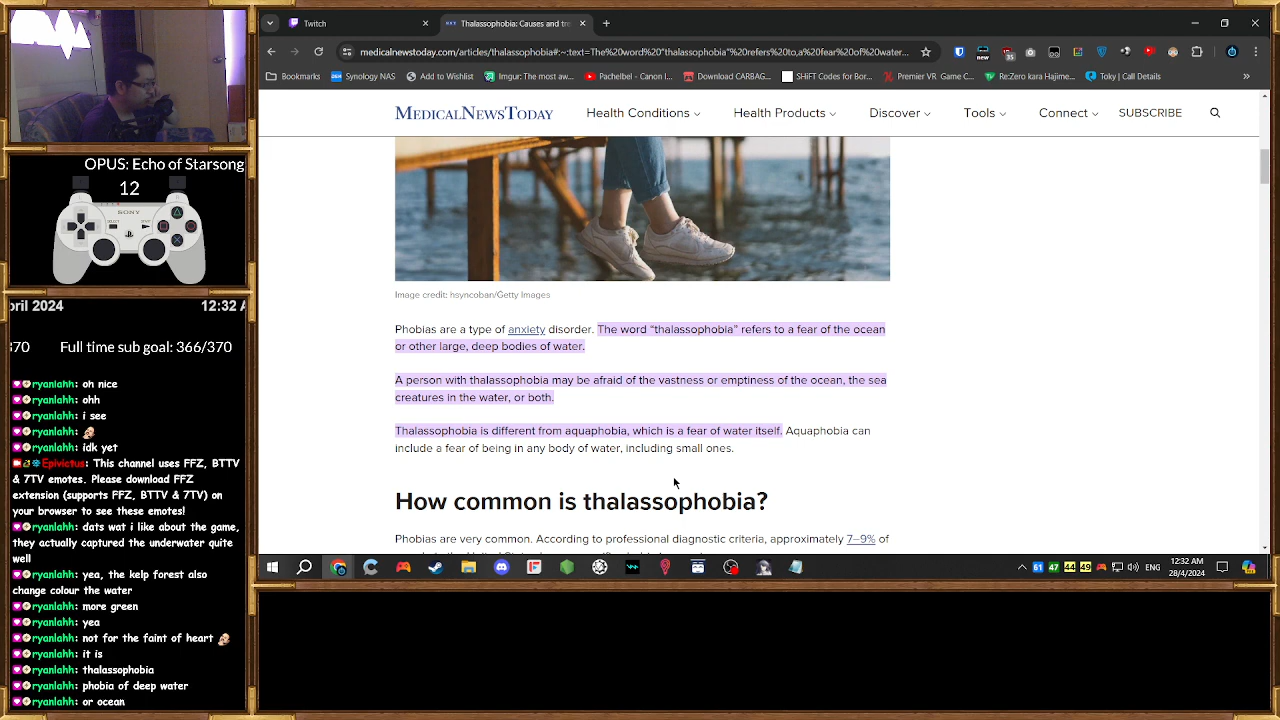 Twitch
Thalassophobia: Causes and tre
medicalnewstoday.com/articles/thalassophobia#:~:text=The%20word%20“thalassophobia”%20refers%20to,a%20fear%20of%20water...
Bookmarks
Synology NAS
Add to Wishlist
Imgur: The most aw...
Pachelbel - Canon I...
Download CARBAG...
SHiFT Codes for Bor...
Premier VR Game C...
Re:Zero kara Hajime...
Toky | Call Details
MEDICALNEWSTODAY
Health Conditions
Health Products
Discover
Tools
Connect
SUBSCRIBE
Image credit: hsyncoban/Getty Images
Phobias are a type of anxiety disorder. The word “thalassophobia” refers to a fear of the ocean
or other large, deep bodies of water.
A person with thalassophobia may be afraid of the vastness or emptiness of the ocean, the sea
creatures in the water, or both.
Thalassophobia is different from aquaphobia, which is a fear of water itself. Aquaphobia can
include a fear of being in any body of water, including small ones.
How common is thalassophobia?
Phobias are very common. According to professional diagnostic criteria, approximately 7–9% of
OPUS: Echo of Starsong
12
SONY
SELECT
START
oril 2024
12:32 A
370
Full time sub goal: 366/370
ryanlahh: oh nice
ryanlahh: ohh
ryanlahh: i see
ryanlahh:
ryanlahh: idk yet
Epivictus: This channel uses FFZ, BTTV
& 7TV emotes. Please download FFZ
extension (supports FFZ, BTTV & 7TV) on
your browser to see these emotes!
ryanlahh: dats wat i like about the game,
they actually captured the underwater quite
well
ryanlahh: yea, the kelp forest also
change colour the water
ryanlahh: more green
ryanlahh: yea
ryanlahh: not for the faint of heart
ryanlahh: it is
ryanlahh: thalassophobia
ryanlahh: phobia of deep water
ryanlahh: or ocean
61
47
44
49
ENG
12:32 AM
28/4/2024